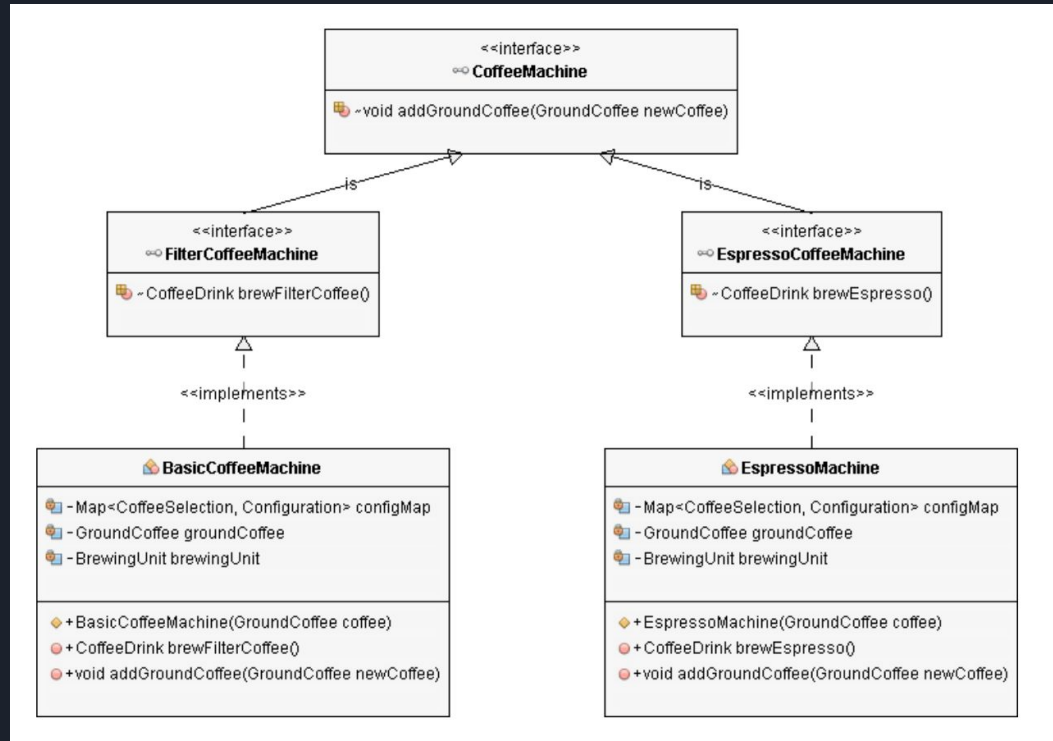 <<interface>>
CoffeeMachine
~void addGroundCoffee(GroundCoffee newCoffee)
is
is
<<interface>>
FilterCoffeeMachine
~CoffeeDrink brewFilterCoffee()
<<interface>>
EspressoCoffeeMachine
~CoffeeDrink brewEspresso()
<<implements>>
<<implements>>
BasicCoffeeMachine
-Map<CoffeeSelection, Configuration> configMap
-GroundCoffee groundCoffee
-BrewingUnit brewingUnit
+BasicCoffeeMachine(GroundCoffee coffee)
+CoffeeDrink brewFilterCoffee()
+void addGroundCoffee(GroundCoffee newCoffee)
EspressoMachine
-Map<CoffeeSelection, Configuration> configMap
-GroundCoffee groundCoffee
-BrewingUnit brewingUnit
+EspressoMachine(GroundCoffee coffee)
+CoffeeDrink brewEspresso()
+void addGroundCoffee(GroundCoffee newCoffee)